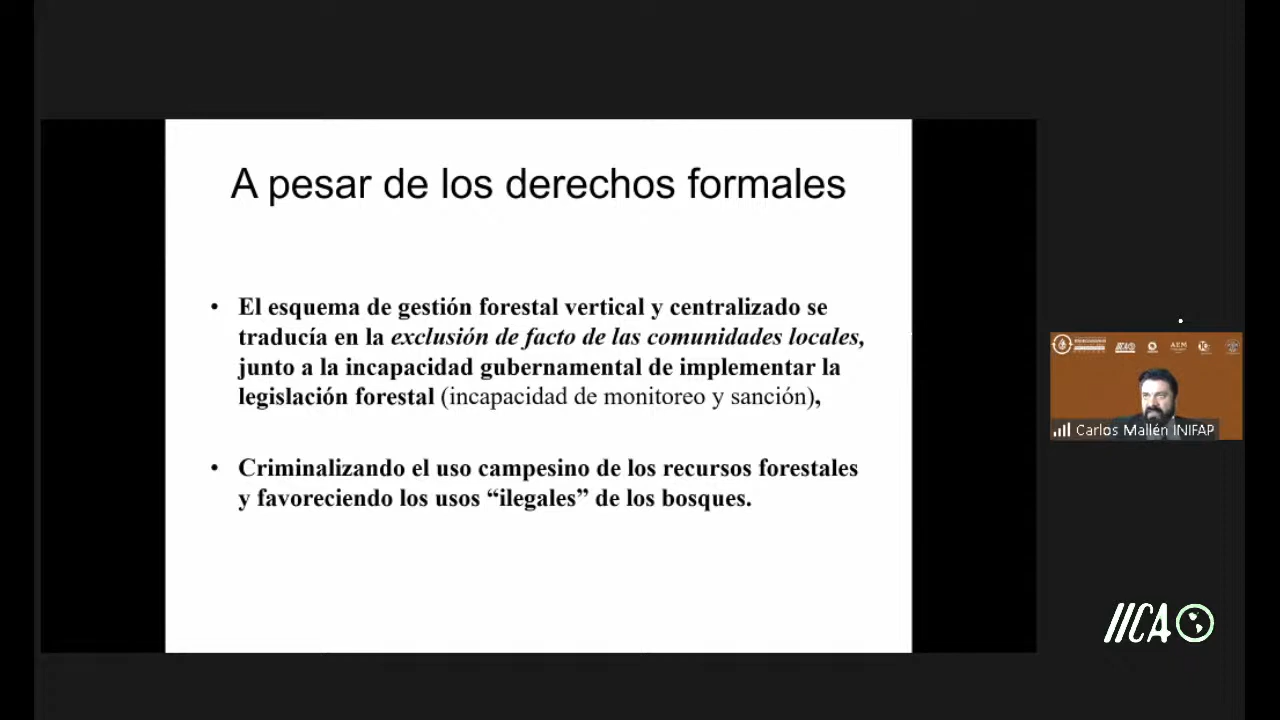 A pesar de los derechos formales
• El esquema de gestión forestal vertical y centralizado se
traducía en la exclusión de facto de las comunidades locales,
junto a la incapacidad gubernamental de implementar la
legislación forestal (incapacidad de monitoreo y sanción),
• Criminalizando el uso campesino de los recursos forestales
y favoreciendo los usos “ilegales” de los bosques.
Carlos Mallén INIFAP
IICA